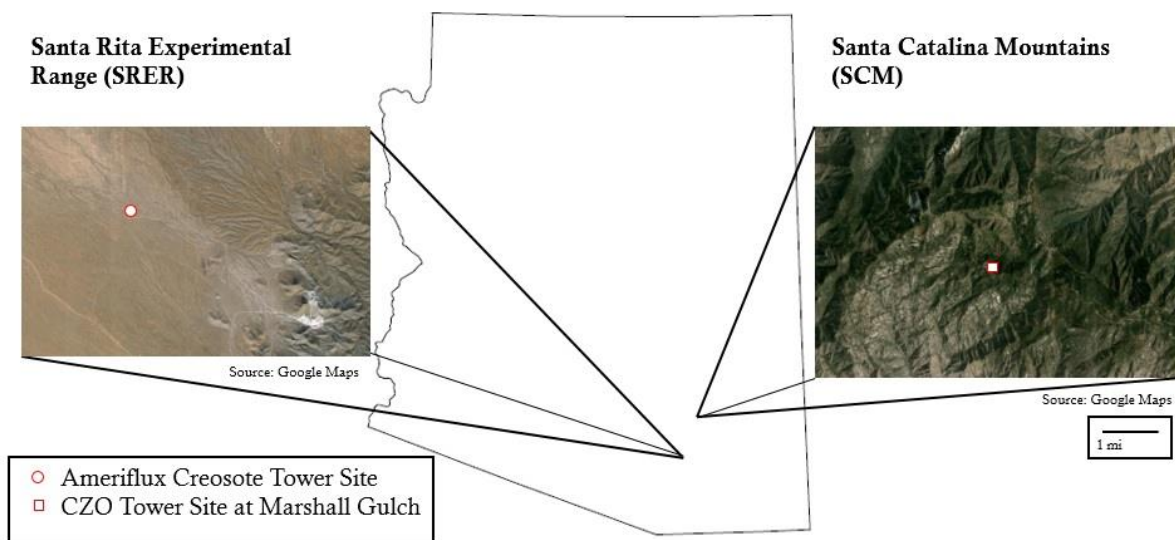 Santa Rita Experimental
Range (SRER)
Santa Catalina Mountains
(SCM)
Source: Google Maps
Source: Google Maps
1 mi
Ameriflux Creosote Tower Site
CZO Tower Site at Marshall Gulch